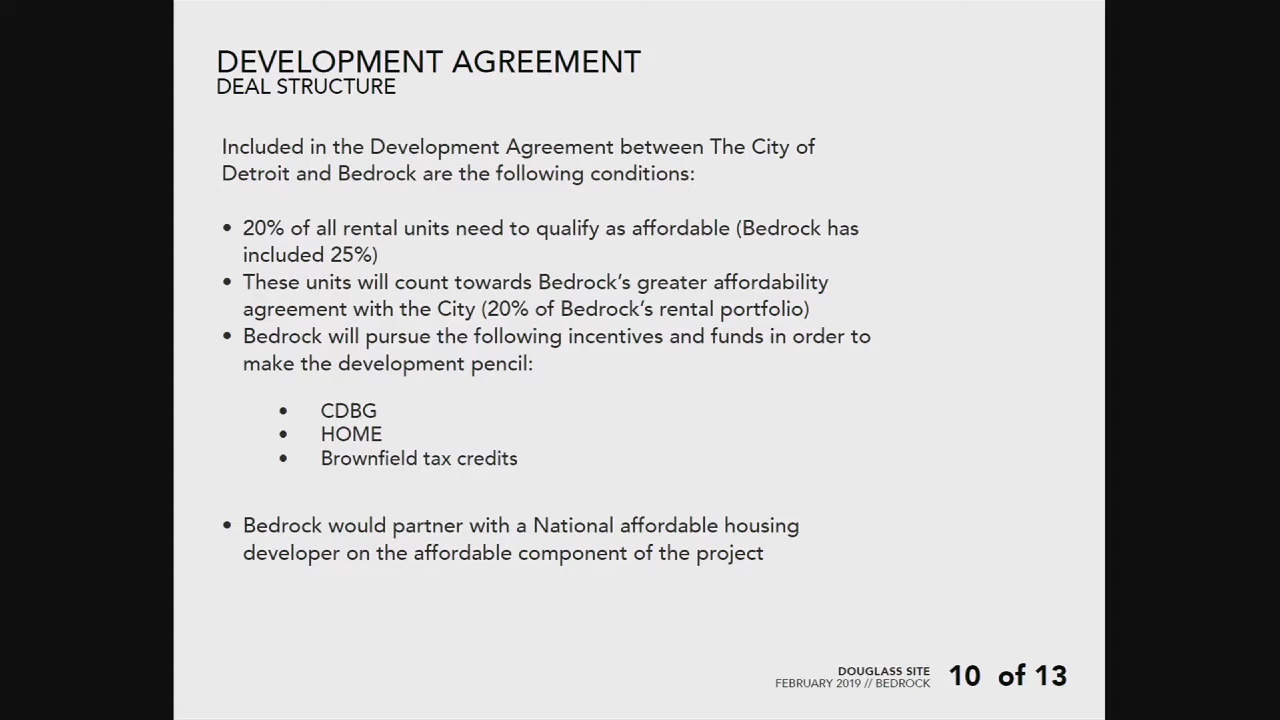 DEVELOPMENT AGREEMENT
DEAL STRUCTURE
Included in the Development Agreement between The City of
Detroit and Bedrock are the following conditions:
• 20% of all rental units need to qualify as affordable (Bedrock has
included 25%)
• These units will count towards Bedrock’s greater affordability
agreement with the City (20% of Bedrock’s rental portfolio)
• Bedrock will pursue the following incentives and funds in order to
make the development pencil:
• CDBG
• HOME
• Brownfield tax credits
• Bedrock would partner with a National affordable housing
developer on the affordable component of the project
DOUGLASS SITE
FEBRUARY 2019 // BEDROCK
10 of 13